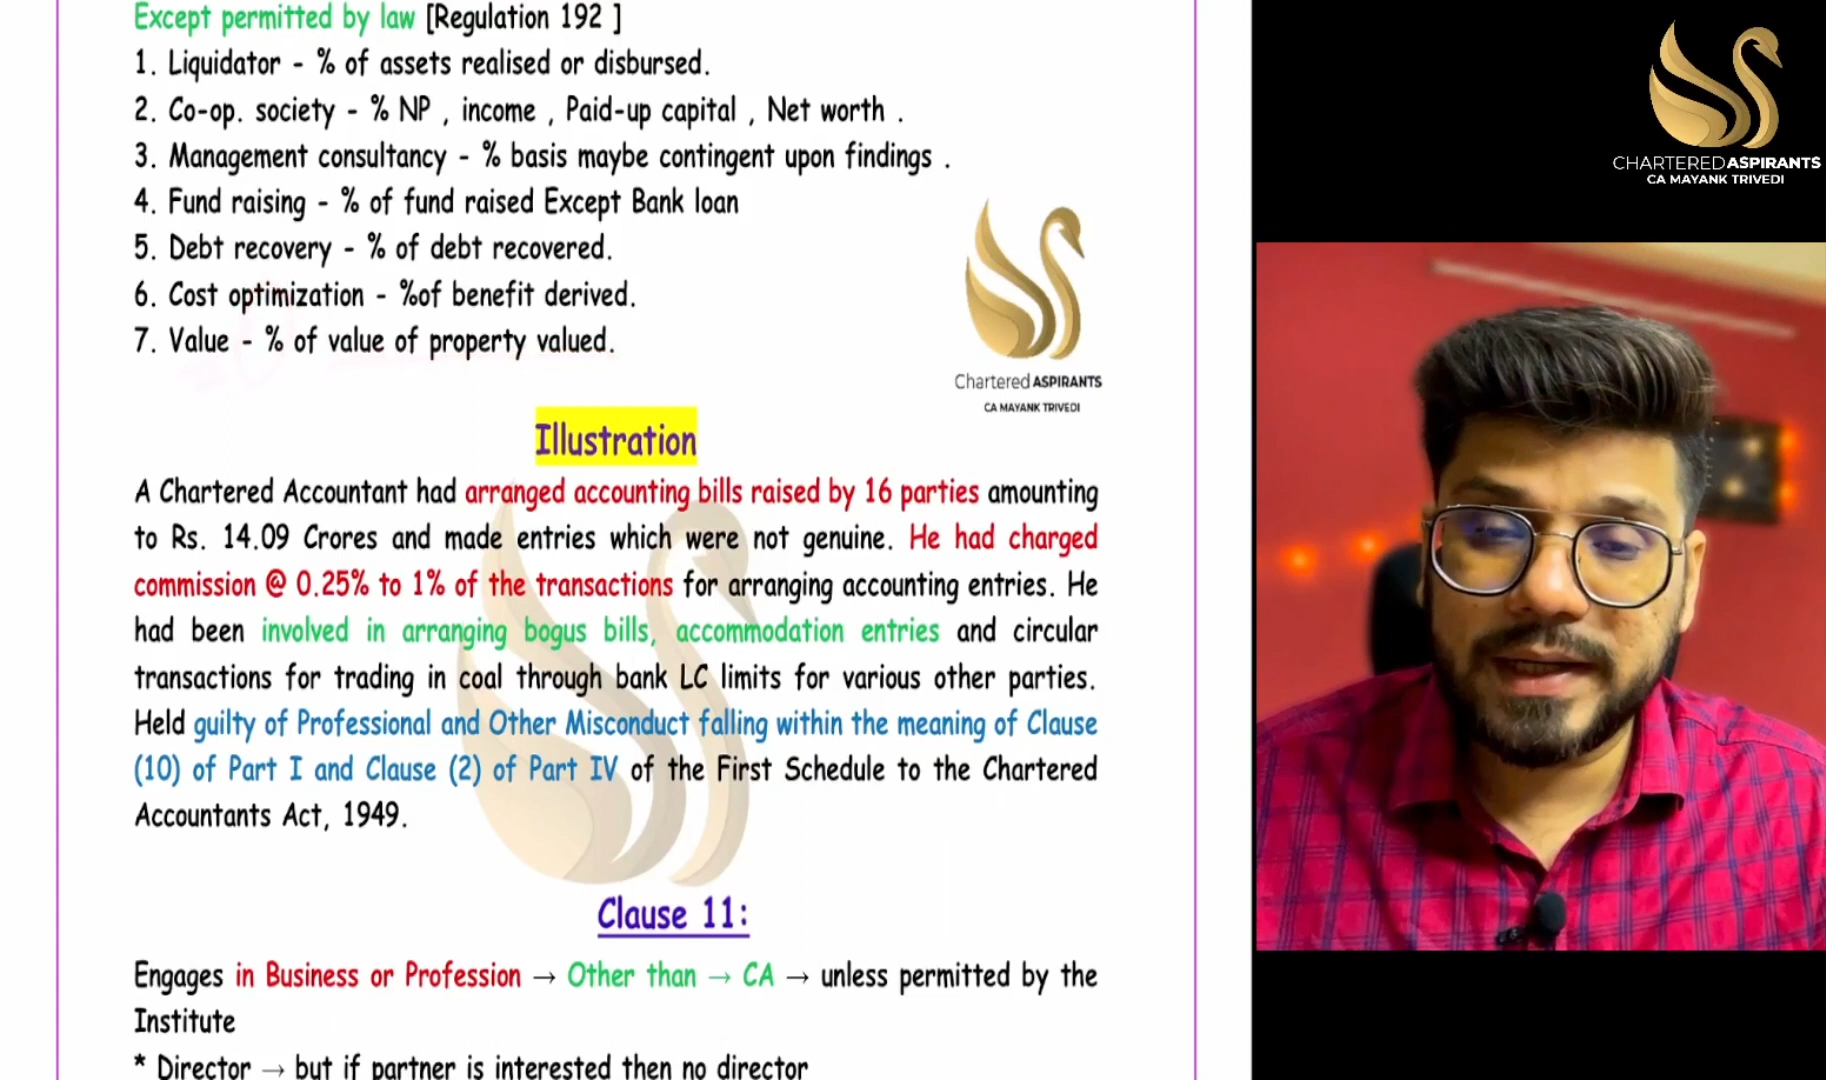 Except permitted by law [Regulation 192 ]
1. Liquidator - % of assets realised or disbursed.
2. Co-op. society - % NP , income , Paid-up capital , Net worth .
3. Management consultancy - % basis maybe contingent upon findings .
4. Fund raising - % of fund raised Except Bank loan
5. Debt recovery - % of debt recovered.
6. Cost optimization - %of benefit derived.
7. Value - % of value of property valued.
Chartered ASPIRANTS
CA MAYANK TRIVEDI
Illustration
A Chartered Accountant had arranged accounting bills raised by 16 parties amounting
to Rs. 14.09 Crores and made entries which were not genuine. He had charged
commission @ 0.25% to 1% of the transactions for arranging accounting entries. He
had been involved in arranging bogus bills, accommodation entries and circular
transactions for trading in coal through bank LC limits for various other parties.
Held guilty of Professional and Other Misconduct falling within the meaning of Clause
(10) of Part I and Clause (2) of Part IV of the First Schedule to the Chartered
Accountants Act, 1949.
Clause 11:
Engages in Business or Profession → Other than → CA → unless permitted by the
Institute
* Director → but if partner is interested then no director
CHARTERED ASPIRANTS
CA MAYANK TRIVEDI